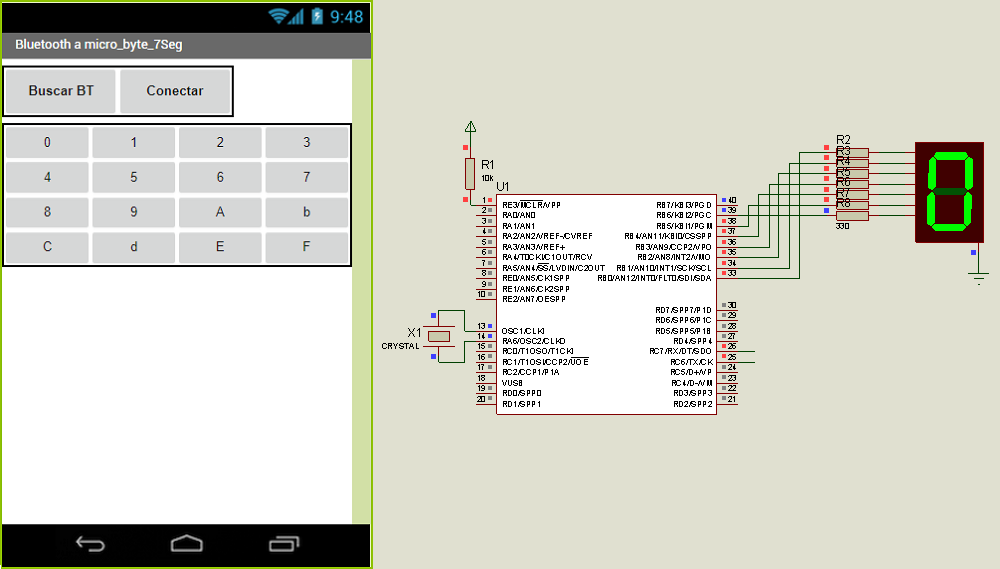 9:48
Bluetooth a micro_byte_7Seg
Buscar BT Conectar
0 1 2 3
4 5 6 7
8 9 A b
C d E F
R1
10k
U1
1 RE3/MCLR/VPP
2 RA0/AN0
3 RA1/AN1
4 RA2/AN2/VREF-/CVREF
5 RA3/AN3/VREF+
6 RA4/T0CKI/C1OUT/RCV
7 RA5/AN4/SS/LVDIN/C2OUT
8 RE0/AN5/CK1SPP
9 RE1/AN6/CK2SPP
10 RE2/AN7/OESPP
13 OSC1/CLKI
14 RA6/OSC2/CLKO
15 RC0/T1OSO/T1CKI
16 RC1/T1OSI/CCP2/UOE
17 RC2/CCP1/P1A
18 VUSB
19 RD0/SPP0
20 RD1/SPP1
RB7/KBI3/PGD 40
RB6/KBI2/PGC 39
RB5/KBI1/PGM 38
RB4/AN11/KBI0/CSSPP 37
RB3/AN9/CCP2/VPO 36
RB2/AN8/INT2/VMO 35
RB1/AN10/INT1/SCK/SCL 34
RB0/AN12/INT0/FLT0/SDI/SDA 33
RD7/SPP7/P1D 30
RD6/SPP6/P1C 29
RD5/SPP5/P1B 28
RD4/SPP4 27
RC7/RX/DT/SDO 26
RC6/TX/CK 25
RC5/D+/VP 24
RC4/D-/VM 23
RD3/SPP3 22
RD2/SPP2 21
X1
CRYSTAL
R2
R3
R4
R5
R6
R7
R8
330
0